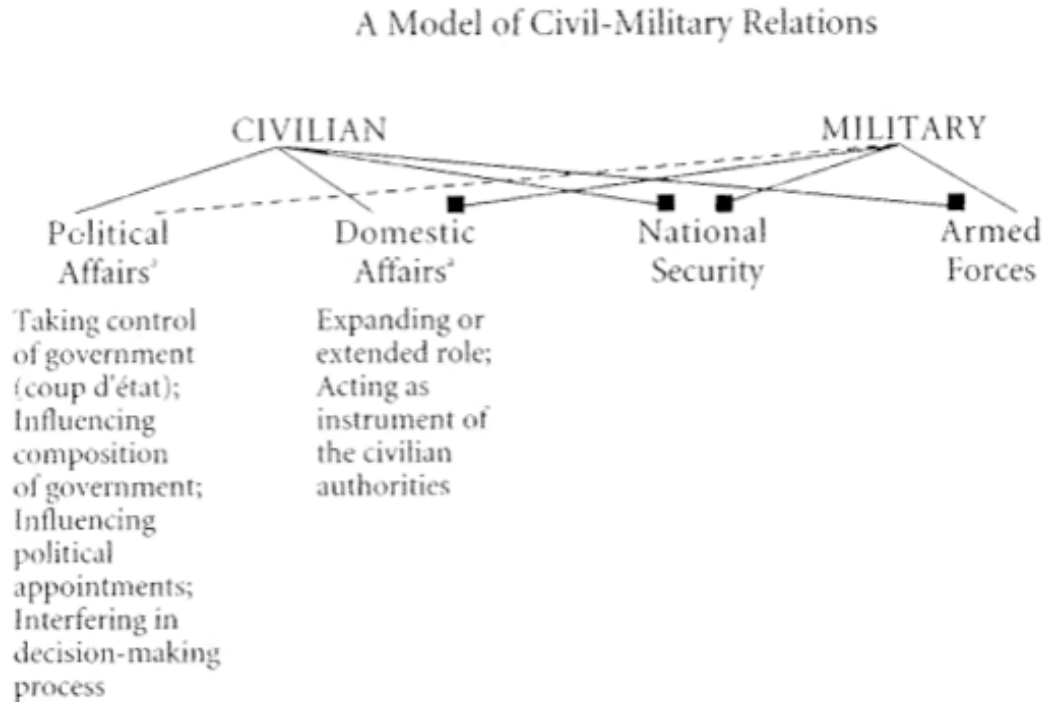 A Model of Civil-Military Relations
CIVILIAN
MILITARY
Political
Affairsᵃ
Domestic
Affairsᵃ
National
Security
Armed
Forces
Taking control
of government
(coup d'état);
Influencing
composition
of government;
Influencing
political
appointments;
Interfering in
decision-making
process
Expanding or
extended role;
Acting as
instrument of
the civilian
authorities